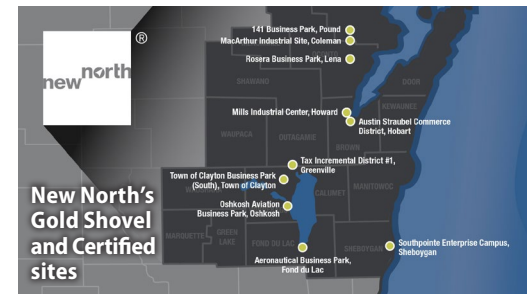 new north
®
141 Business Park, Pound
MacArthur Industrial Site, Coleman
Rosera Business Park, Lena
OCONTO
SHAWANO
DOOR
KEWAUNEE
Mills Industrial Center, Howard
Austin Straubel Commerce
District, Hobart
WAUPACA
OUTAGAMIE
BROWN
Tax Incremental District #1,
Greenville
Town of Clayton Business Park
(South), Town of Clayton
CALUMET
MANITOWOC
Oshkosh Aviation
Business Park, Oshkosh
New North's
Gold Shovel
and Certified
sites
MARQUETTE
GREEN
LAKE
FOND DU LAC
SHEBOYGAN
Southpointe Enterprise Campus,
Sheboygan
Aeronautical Business Park,
Fond du Lac